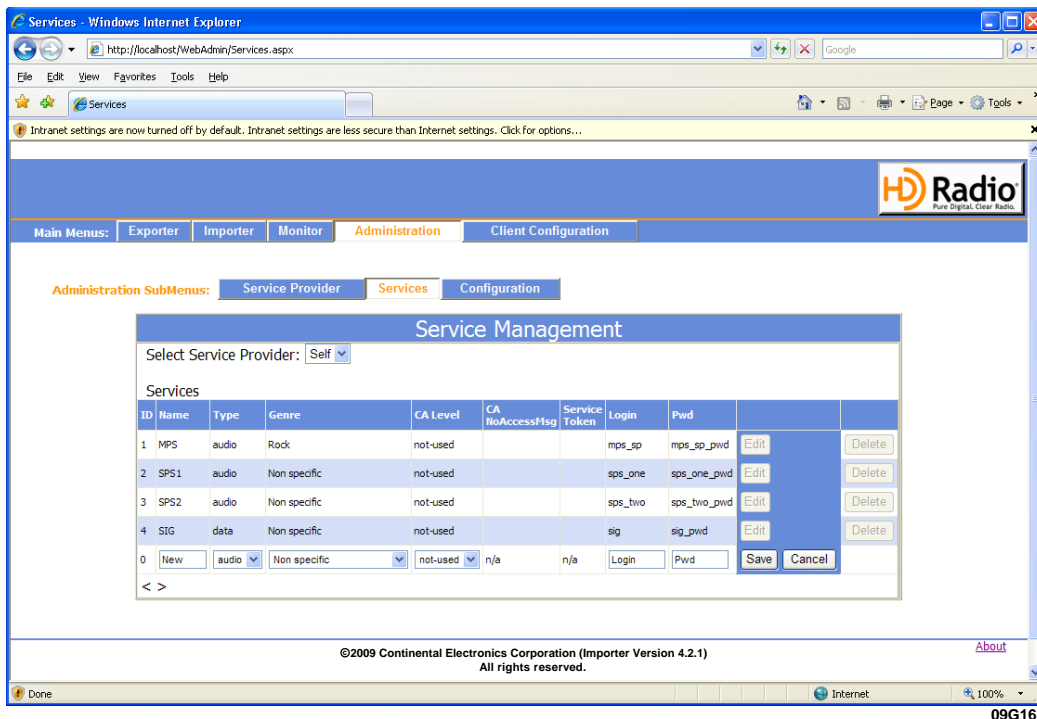 Services - Windows Internet Explorer
http://localhost/WebAdmin/Services.aspx
Google
File Edit View Favorites Tools Help
Services
Page Tools
Intranet settings are now turned off by default. Intranet settings are less secure than Internet settings. Click for options...
HD Radio
Pure Digital. Clear Radio.
Main Menus: Exporter Importer Monitor Administration Client Configuration
Administration SubMenus: Service Provider Services Configuration
Service Management
Select Service Provider: Self
Services
ID Name Type Genre CA Level CA NoAccessMsg Service Token Login Pwd
1 MPS audio Rock not-used mps_sp mps_sp_pwd Edit Delete
2 SPS1 audio Non specific not-used sps_one sps_one_pwd Edit Delete
3 SPS2 audio Non specific not-used sps_two sps_two_pwd Edit Delete
4 SIG data Non specific not-used sig sig_pwd Edit Delete
0 New audio Non specific not-used n/a n/a Login Pwd Save Cancel
< >
About
©2009 Continental Electronics Corporation (Importer Version 4.2.1)
All rights reserved.
Done Internet 100%
09G16